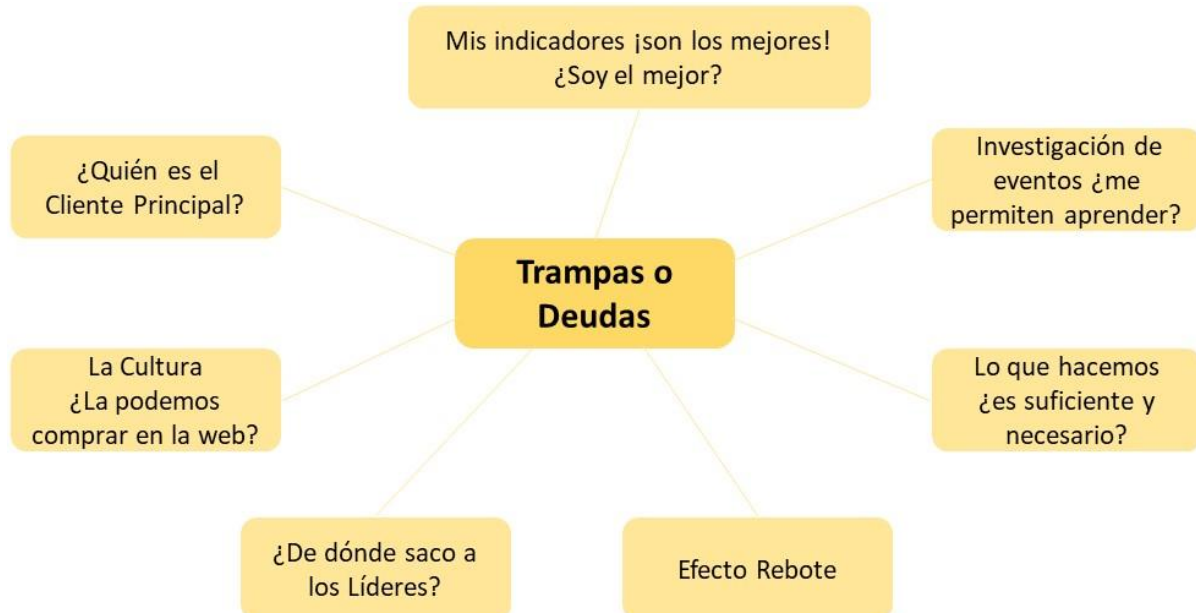 Mis indicadores ¡son los mejores!
¿Soy el mejor?
¿Quién es el
Cliente Principal?
Investigación de
eventos ¿me
permiten aprender?
Trampas o
Deudas
La Cultura
¿La podemos
comprar en la web?
Lo que hacemos
¿es suficiente y
necesario?
¿De dónde saco a
los Líderes?
Efecto Rebote